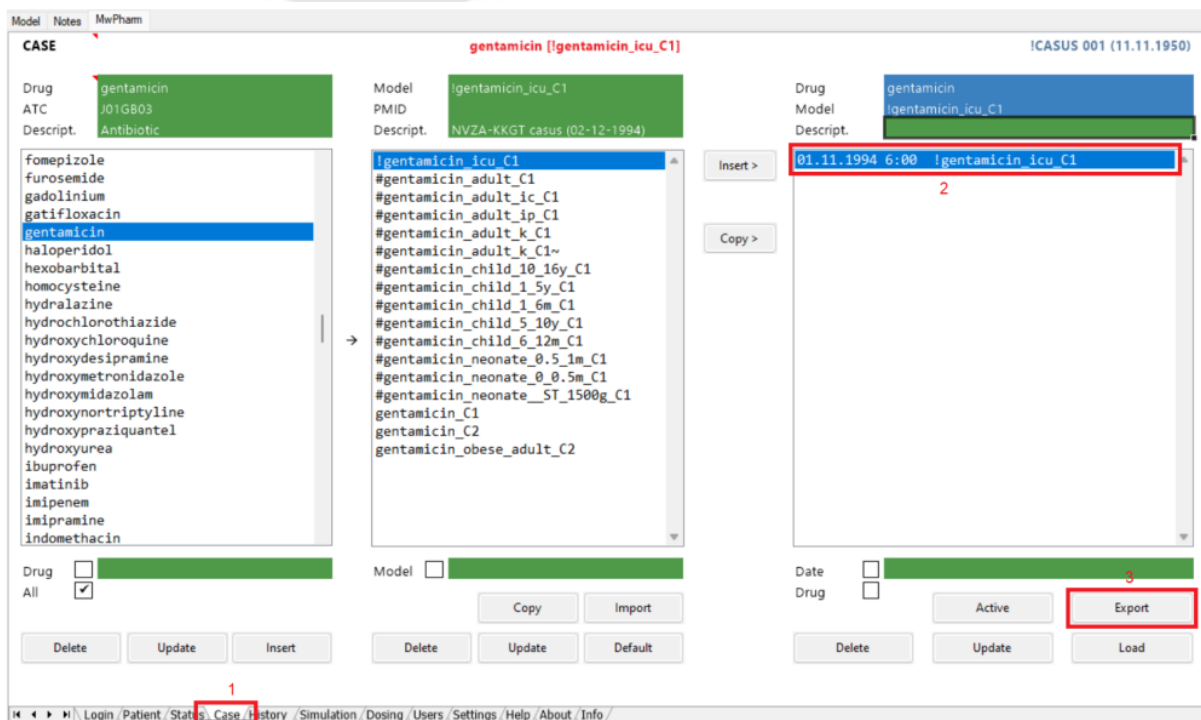 Model Notes MwPharm
CASE
gentamicin [!gentamicin_icu_C1]
!CASUS 001 (11.11.1950)
Drug gentamicin
ATC J01GB03
Descript. Antibiotic
fomepizole
furosemide
gadolinium
gatifloxacin
gentamicin
haloperidol
hexobarbital
homocysteine
hydralazine
hydrochlorothiazide
hydroxychloroquine
hydroxydesipramine
hydroxymetronidazole
hydroxymidazolam
hydroxynortriptyline
hydroxypraziquantel
hydroxyurea
ibuprofen
imatinib
imipenem
imipramine
indomethacin
Drug
All
Delete Update Insert
→
Model !gentamicin_icu_C1
PMID
Descript. NVZA-KKGT casus (02-12-1994)
!gentamicin_icu_C1
#gentamicin_adult_C1
#gentamicin_adult_ic_C1
#gentamicin_adult_ip_C1
#gentamicin_adult_k_C1
#gentamicin_adult_k_C1~
#gentamicin_child_10_16y_C1
#gentamicin_child_1_5y_C1
#gentamicin_child_1_6m_C1
#gentamicin_child_5_10y_C1
#gentamicin_child_6_12m_C1
#gentamicin_neonate_0.5_1m_C1
#gentamicin_neonate_0_0.5m_C1
#gentamicin_neonate__ST_1500g_C1
gentamicin_C1
gentamicin_C2
gentamicin_obese_adult_C2
Model
Copy Import
Delete Update Default
Insert >
Copy >
Drug gentamicin
Model !gentamicin_icu_C1
Descript.
01.11.1994 6:00 !gentamicin_icu_C1
2
Date
Drug
3
Active Export
Delete Update Load
1
Login Patient Status Case History Simulation Dosing Users Settings Help About Info